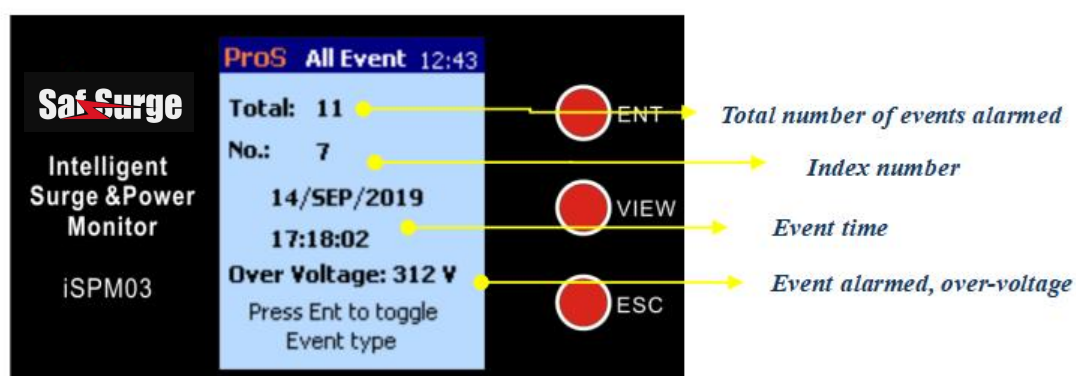 Saf Surge
Intelligent
Surge &Power
Monitor
iSPM03
ProS All Event 12:43
Total: 11
No.: 7
14/SEP/2019
17:18:02
Over Voltage: 312 V
Press Ent to toggle
Event type
ENT
VIEW
ESC
Total number of events alarmed
Index number
Event time
Event alarmed, over-voltage